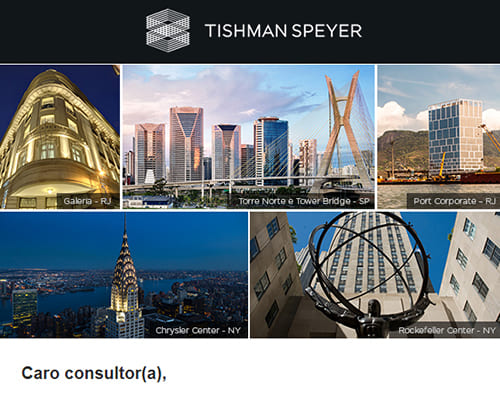 TISHMAN SPEYER
Galeria - RJ
Torre Norte e Tower Bridge - SP
Port Corporate - RJ
Chrysler Center - NY
Rockefeller Center - NY
Caro consultor(a),